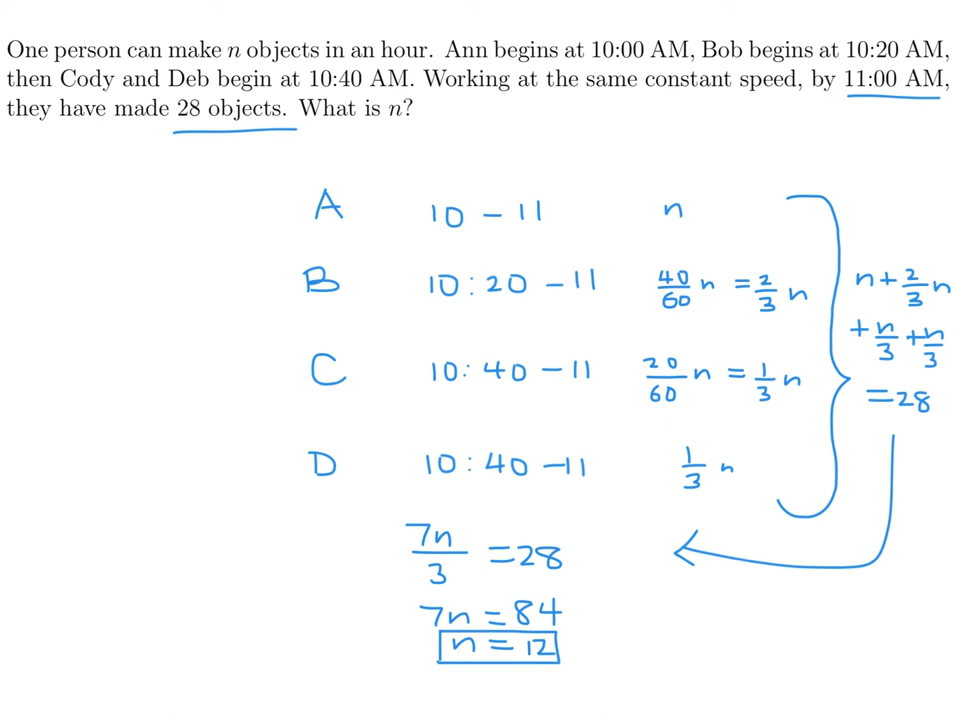 One person can make n objects in an hour. Ann begins at 10:00 AM, Bob begins at 10:20 AM,
then Cody and Deb begin at 10:40 AM. Working at the same constant speed, by 11:00 AM,
they have made 28 objects. What is n?
A 10 - 11 n
B 10:20 - 11 40/60 n = 2/3 n
C 10:40 - 11 20/60 n = 1/3 n
D 10:40 - 11 1/3 n
n + 2/3 n
+ n/3 + n/3
= 28
7n/3 = 28
7n = 84
n = 12